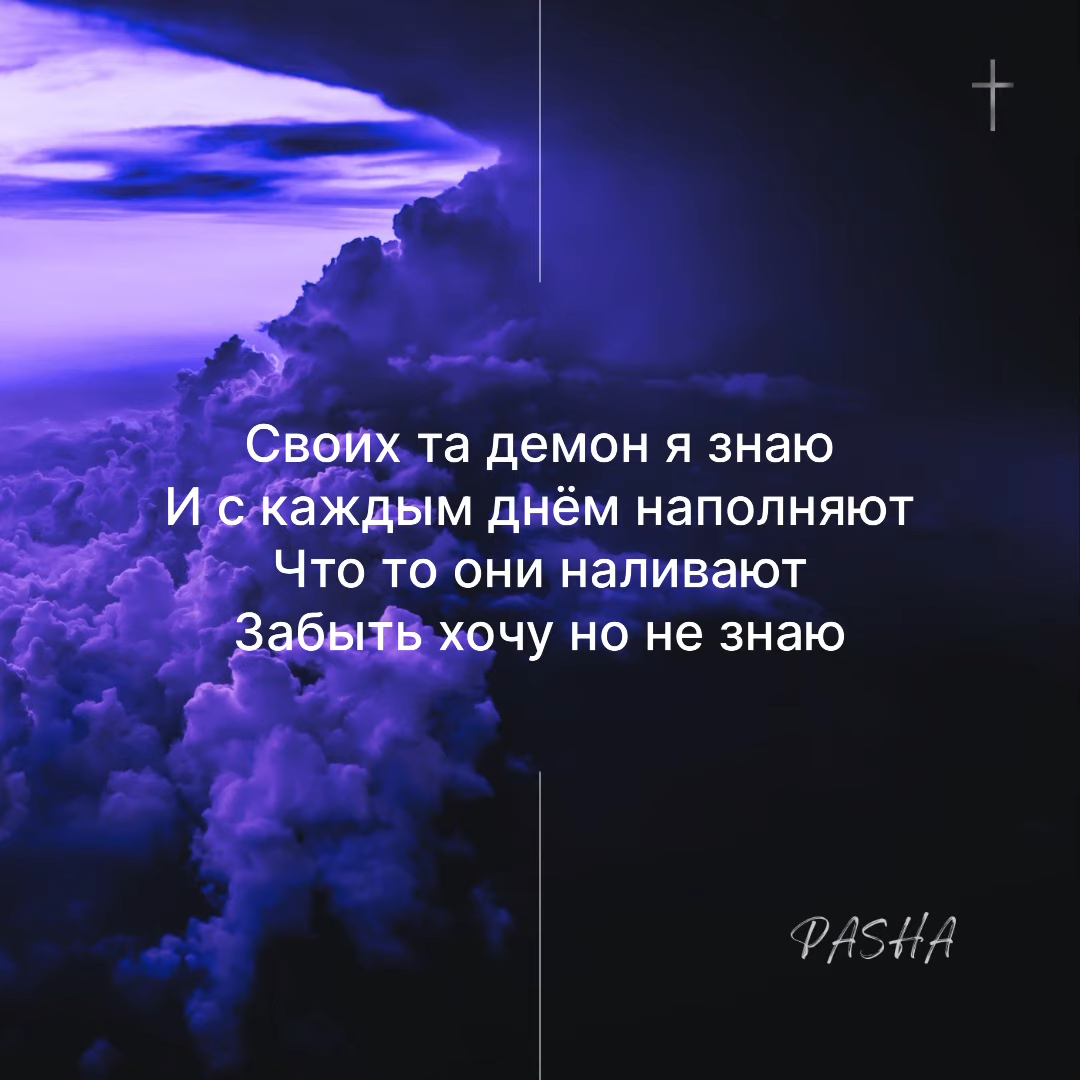 Своих та демон я знаю
И с каждым днём наполняют
Что то они наливают
Забыть хочу но не знаю
PASHA